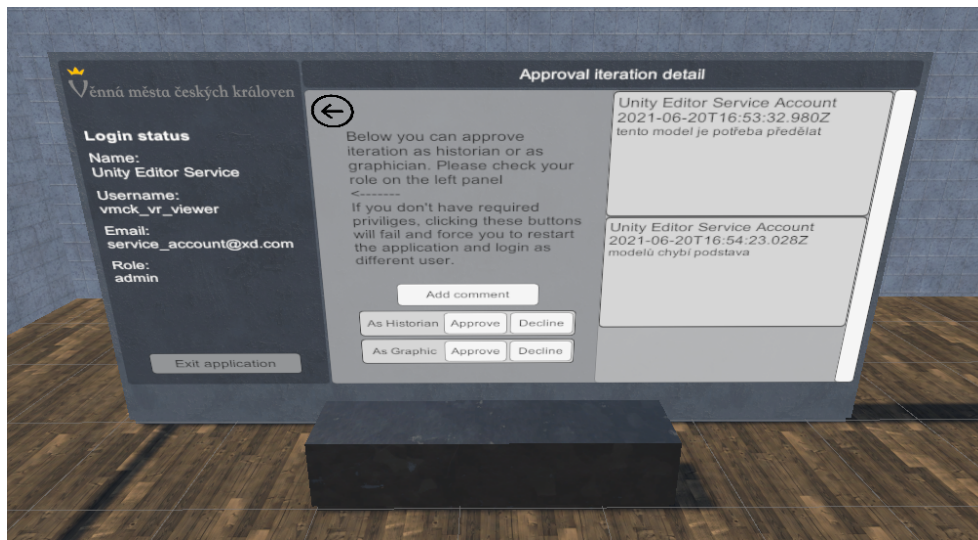 Věnná města českých královen
Login status
Name:
Unity Editor Service
Username:
vmck_vr_viewer
Email:
service_account@xd.com
Role:
admin
Exit application
Approval iteration detail
Below you can approve
iteration as historian or as
graphician. Please check your
role on the left panel
<-------
If you don't have required
priviliges, clicking these buttons
will fail and force you to restart
the application and login as
different user.
Add comment
As Historian Approve Decline
As Graphic Approve Decline
Unity Editor Service Account
2021-06-20T16:53:32.980Z
tento model je potřeba předělat
Unity Editor Service Account
2021-06-20T16:54:23.028Z
modelů chybí podstava